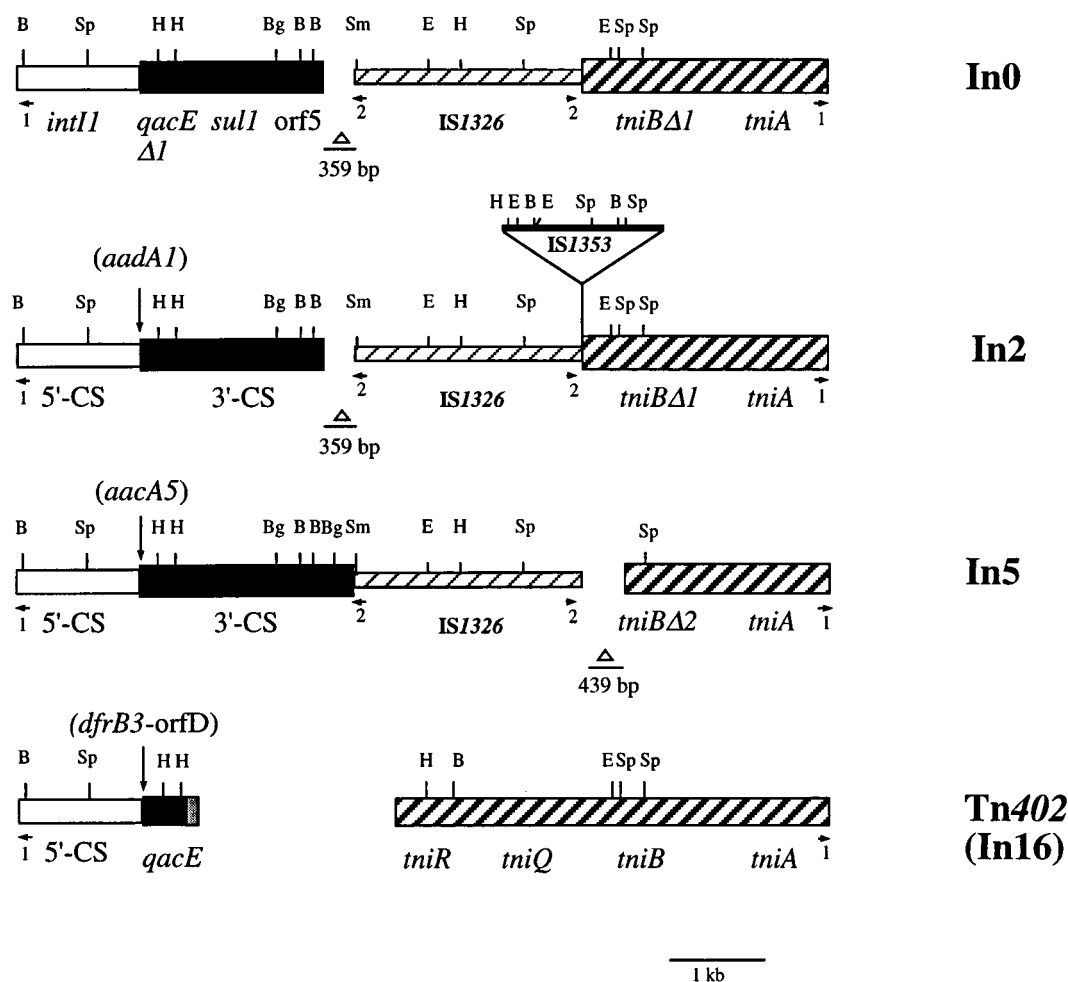 B Sp H H Bg B B Sm E H Sp E Sp Sp
In0
1 intI1 qacE sul1 orf5 2 IS1326 2 tniBΔ1 tniA 1
Δ1
Δ
359 bp
H E B E Sp B Sp
IS1353
(aadA1)
B Sp H H Bg B B Sm E H Sp E Sp Sp
In2
1 5'-CS 3'-CS 2 IS1326 2 tniBΔ1 tniA 1
Δ
359 bp
(aacA5)
B Sp H H Bg B B Bg Sm E H Sp Sp
In5
1 5'-CS 3'-CS 2 IS1326 2 tniBΔ2 tniA 1
Δ
439 bp
(dfrB3-orfD)
B Sp H H H B E Sp Sp
Tn402
(In16)
1 5'-CS qacE tniR tniQ tniB tniA 1
1 kb